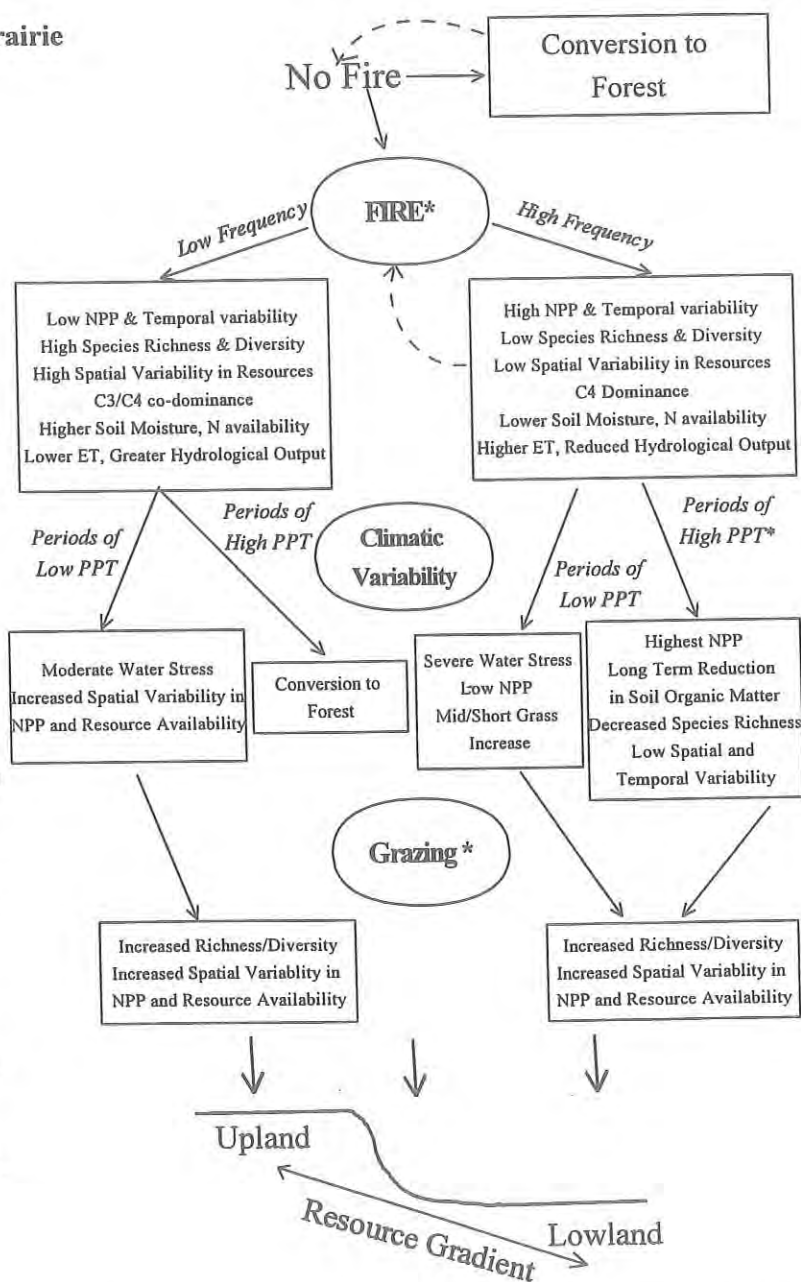 rairie
Conversion to
Forest
No Fire
FIRE*
Low Frequency
High Frequency
Low NPP & Temporal variability
High Species Richness & Diversity
High Spatial Variability in Resources
C3/C4 co-dominance
Higher Soil Moisture, N availability
Lower ET, Greater Hydrological Output
High NPP & Temporal variability
Low Species Richness & Diversity
Low Spatial Variability in Resources
C4 Dominance
Lower Soil Moisture, N availability
Higher ET, Reduced Hydrological Output
Periods of
Low PPT
Periods of
High PPT
Climatic
Variability
Periods of
Low PPT
Periods of
High PPT*
Moderate Water Stress
Increased Spatial Variability in
NPP and Resource Availability
Conversion to
Forest
Severe Water Stress
Low NPP
Mid/Short Grass
Increase
Highest NPP
Long Term Reduction
in Soil Organic Matter
Decreased Species Richness
Low Spatial and
Temporal Variability
Grazing *
Increased Richness/Diversity
Increased Spatial Variablity in
NPP and Resource Availability
Increased Richness/Diversity
Increased Spatial Variablity in
NPP and Resource Availability
Upland
Resource Gradient
Lowland